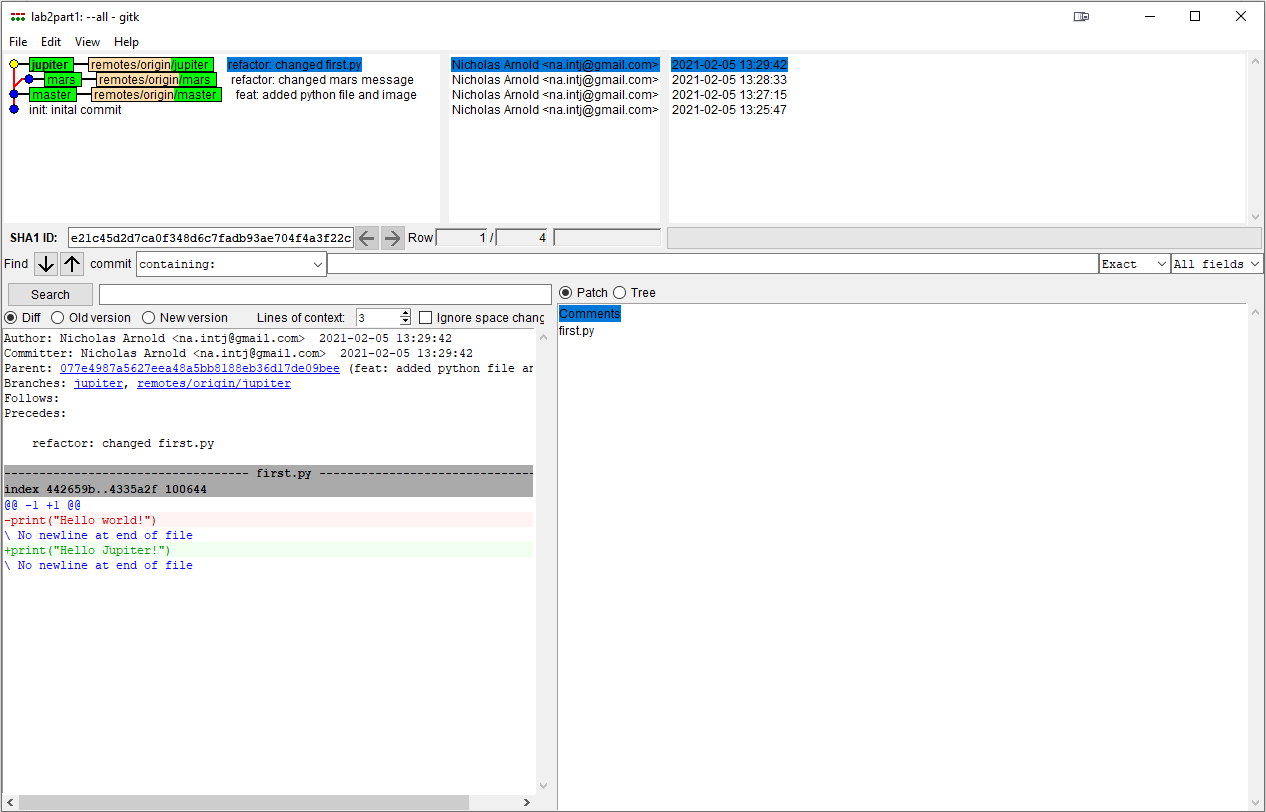 lab2part1: --all - gitk
File Edit View Help
jupiter remotes/origin/jupiter refactor: changed first.py Nicholas Arnold <na.intj@gmail.com> 2021-02-05 13:29:42
mars remotes/origin/mars refactor: changed mars message Nicholas Arnold <na.intj@gmail.com> 2021-02-05 13:28:33
master remotes/origin/master feat: added python file and image Nicholas Arnold <na.intj@gmail.com> 2021-02-05 13:27:15
init: inital commit Nicholas Arnold <na.intj@gmail.com> 2021-02-05 13:25:47
SHA1 ID: e21c45d2d7ca0f348d6c7fadb93ae704f4a3f22c Row 1 / 4
Find commit containing: Exact All fields
Search
Patch Tree
Diff Old version New version Lines of context: 3 Ignore space chang
Comments
first.py
Author: Nicholas Arnold <na.intj@gmail.com> 2021-02-05 13:29:42
Committer: Nicholas Arnold <na.intj@gmail.com> 2021-02-05 13:29:42
Parent: 077e4987a5627eea48a5bb8188eb36d17de09bee (feat: added python file an
Branches: jupiter, remotes/origin/jupiter
Follows:
Precedes:
refactor: changed first.py
----------------------------------- first.py -------------------------------
index 442659b..4335a2f 100644
@@ -1 +1 @@
-print("Hello world!")
\ No newline at end of file
+print("Hello Jupiter!")
\ No newline at end of file